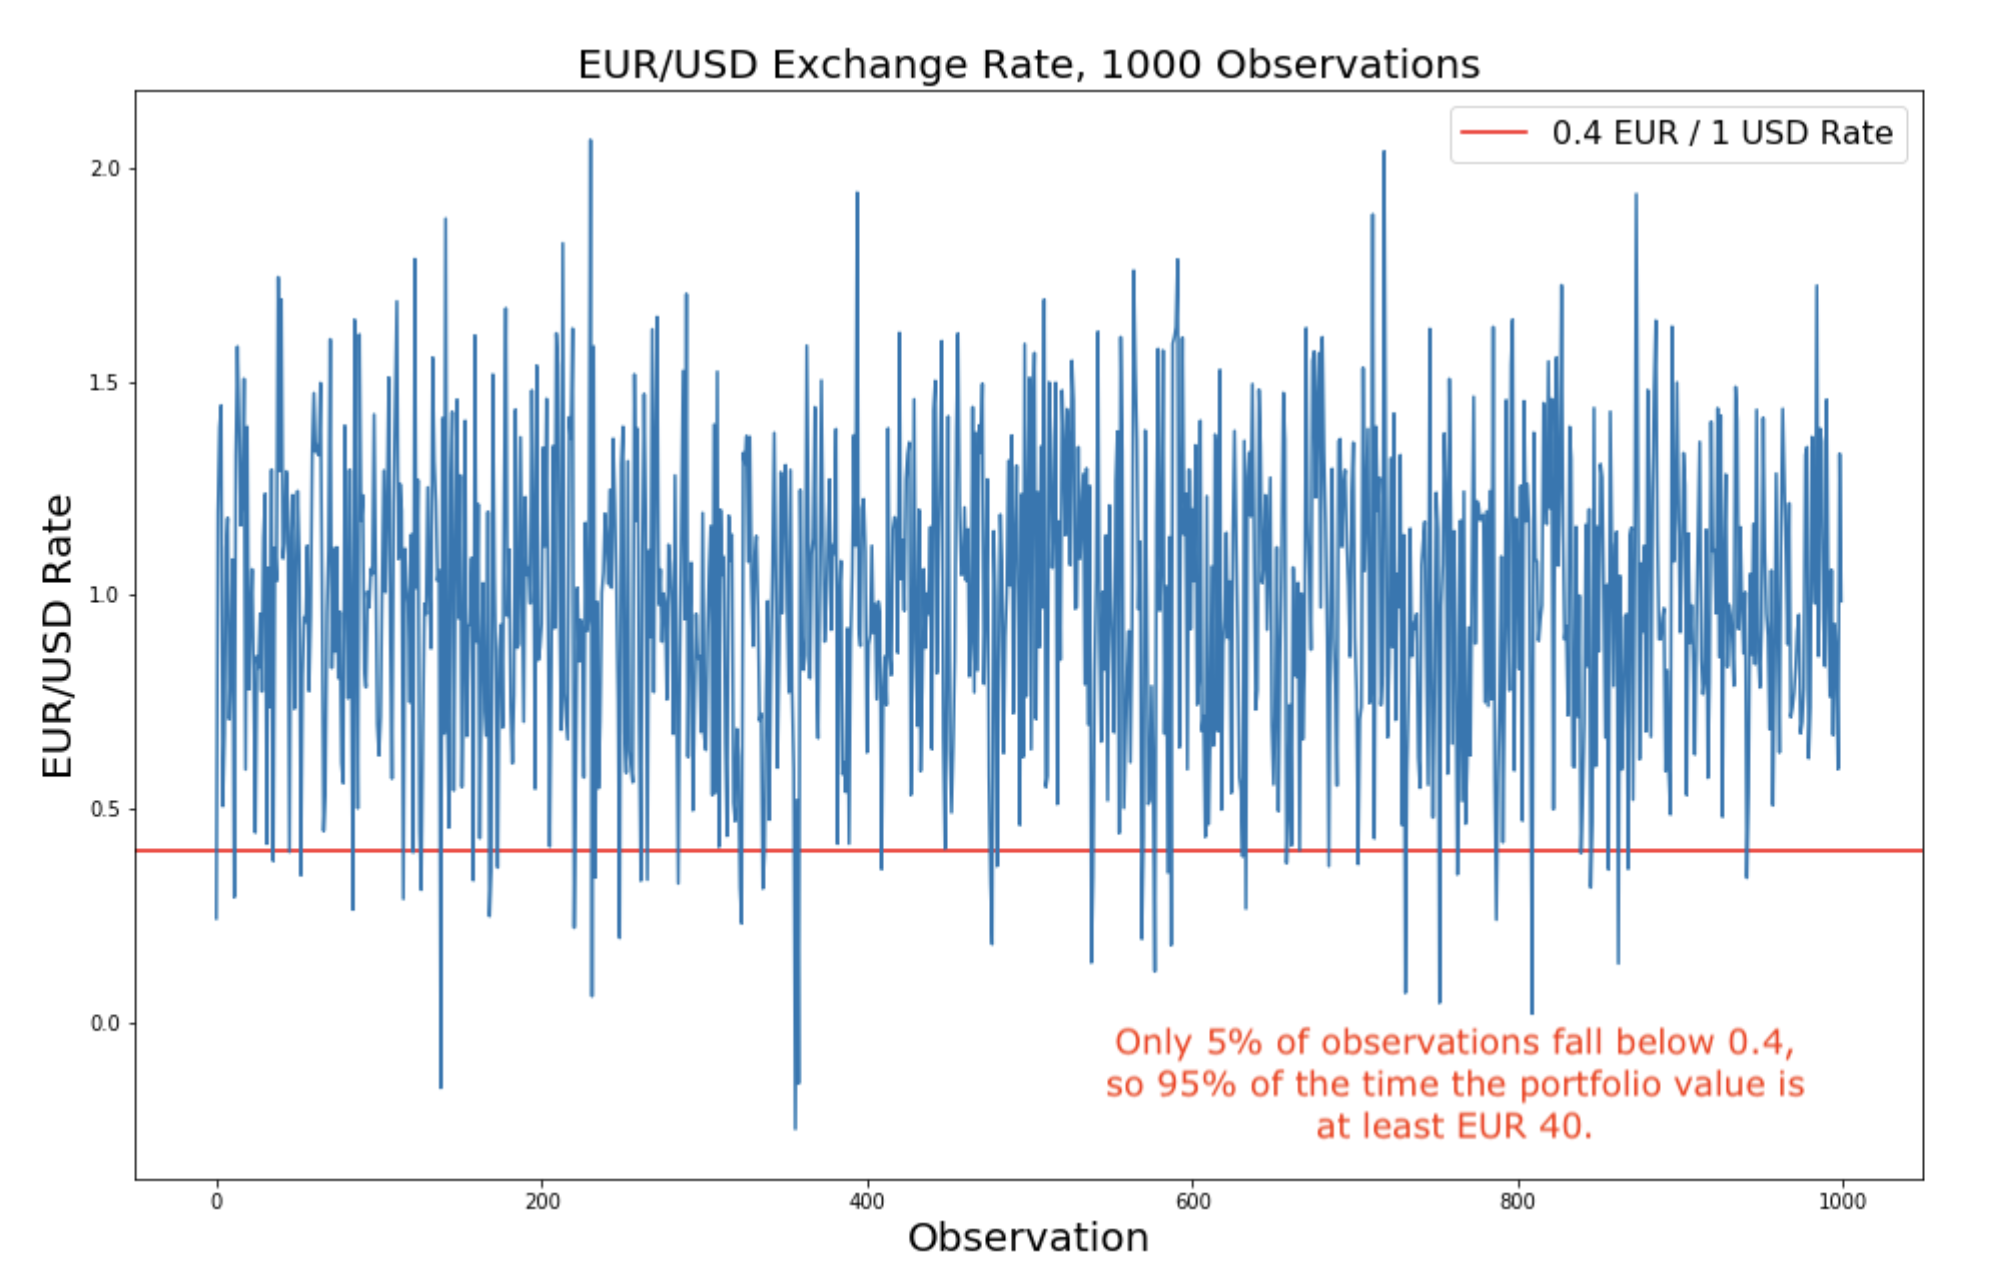 EUR/USD Exchange Rate, 1000 Observations
0.4 EUR / 1 USD Rate
2.0
1.5
1.0
0.5
0.0
EUR/USD Rate
Only 5% of observations fall below 0.4,
so 95% of the time the portfolio value is
at least EUR 40.
0 200 400 600 800 1000
Observation